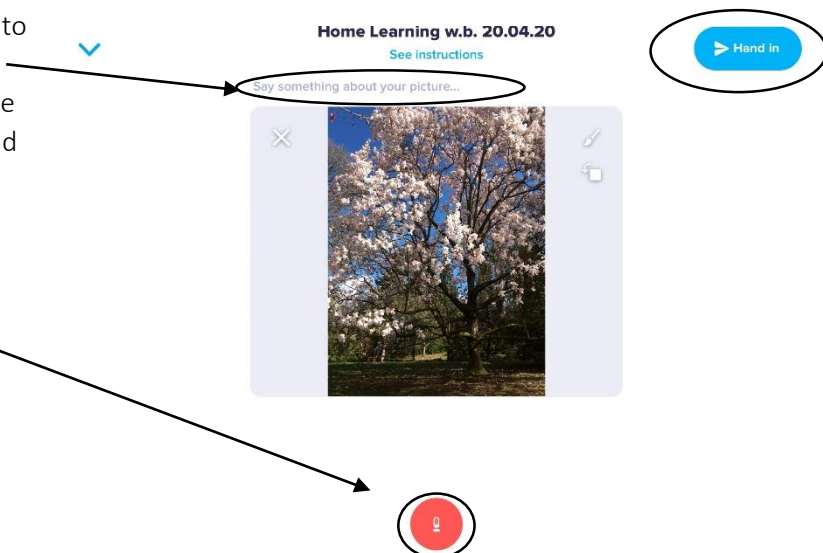 to
Home Learning w.b. 20.04.20
See instructions
Hand in
Say something about your picture...
e
d